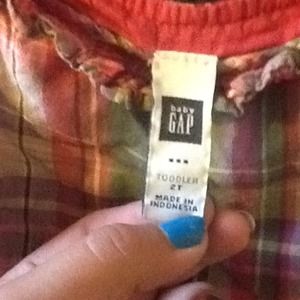 baby
GAP
TODDLER
2T
MADE IN
INDONESIA